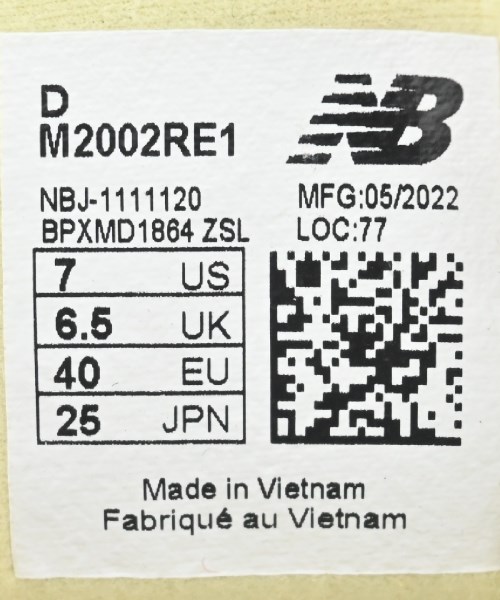 D
M2002RE1
NB
NBJ-1111120
BPXMD1864 ZSL
MFG:05/2022
LOC:77
7 US
6.5 UK
40 EU
25 JPN
Made in Vietnam
Fabriqué au Vietnam